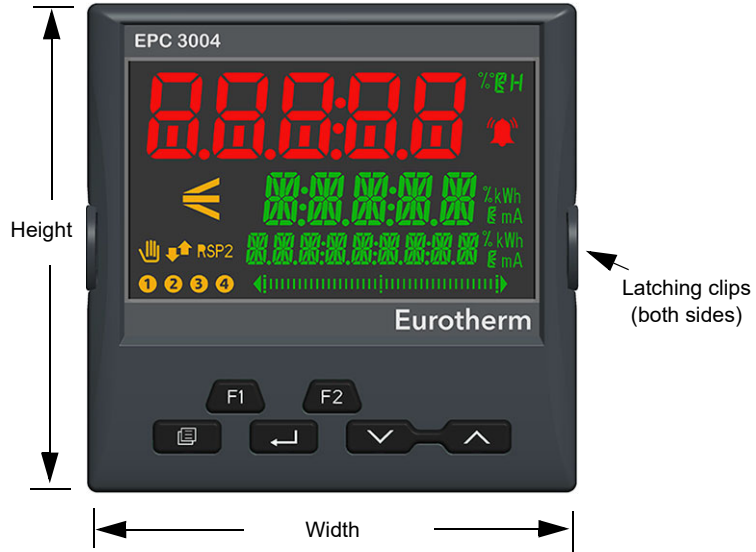 EPC 3004
% H
Height
% kWh
mA
RSP2
% kWh
mA
1 2 3 4
Latching clips
(both sides)
Eurotherm
F1 F2
Width